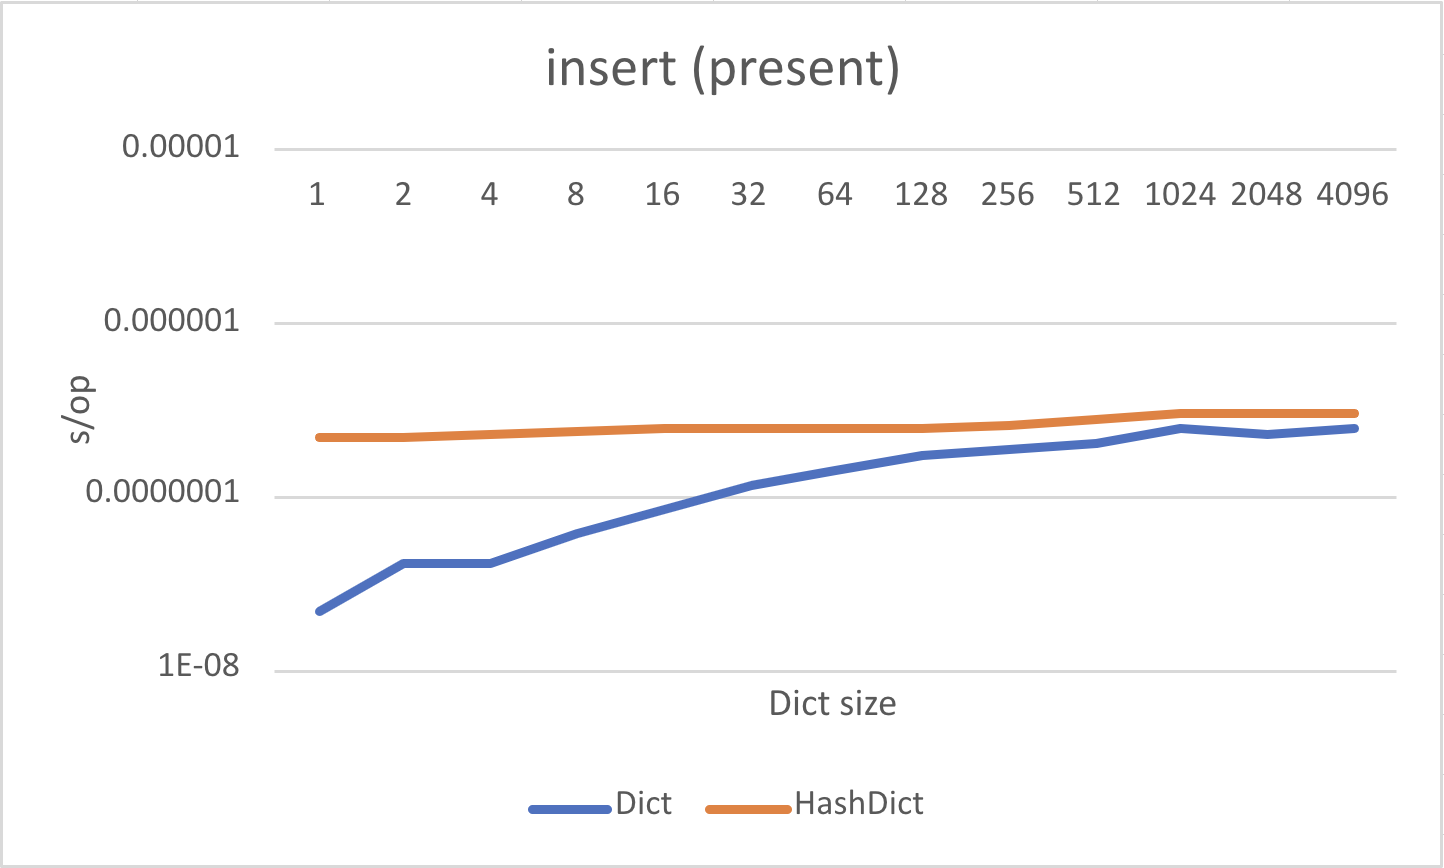 insert (present)
0.00001
1 2 4 8 16 32 64 128 256 512 1024 2048 4096
0.000001
s/op
0.0000001
1E-08
Dict size
Dict HashDict